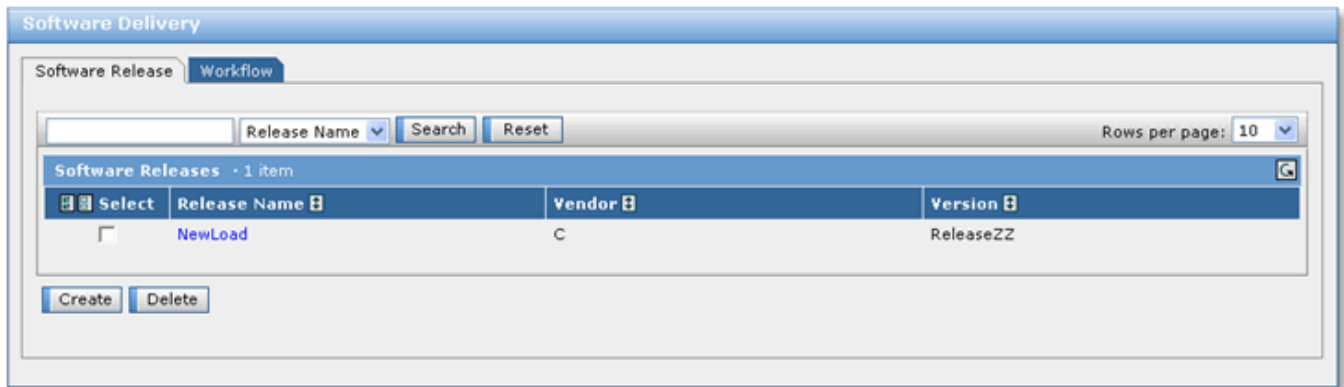 Software Delivery
Software Release Workflow
Release Name Search Reset Rows per page: 10
Software Releases · 1 item
Select Release Name Vendor Version
NewLoad C ReleaseZZ
Create Delete